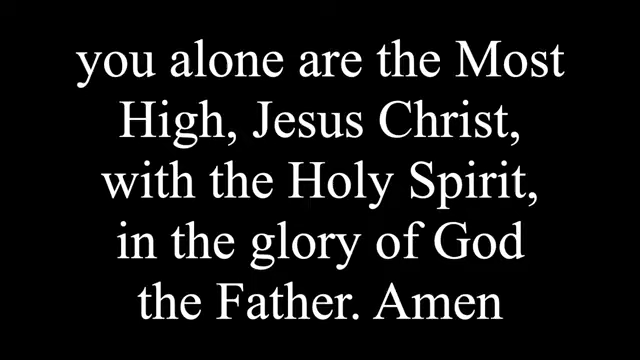 you alone are the Most
High, Jesus Christ,
with the Holy Spirit,
in the glory of God
the Father. Amen